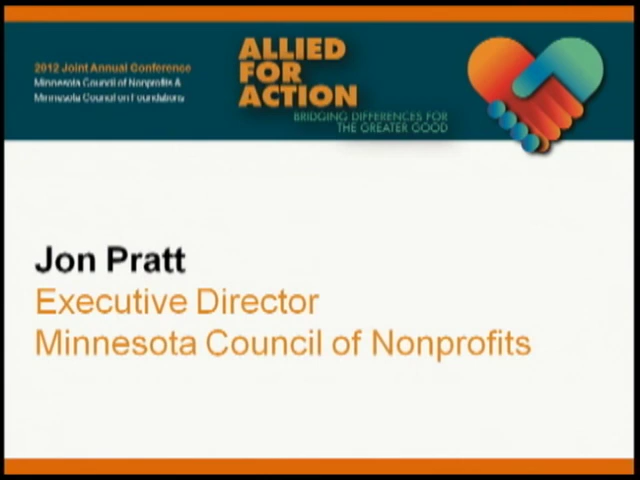 2012 Joint Annual Conference
Minnesota Council of Nonprofits &
Minnesota Council on Foundations
ALLIED
FOR
ACTION
BRIDGING DIFFERENCES FOR
THE GREATER GOOD
Jon Pratt
Executive Director
Minnesota Council of Nonprofits